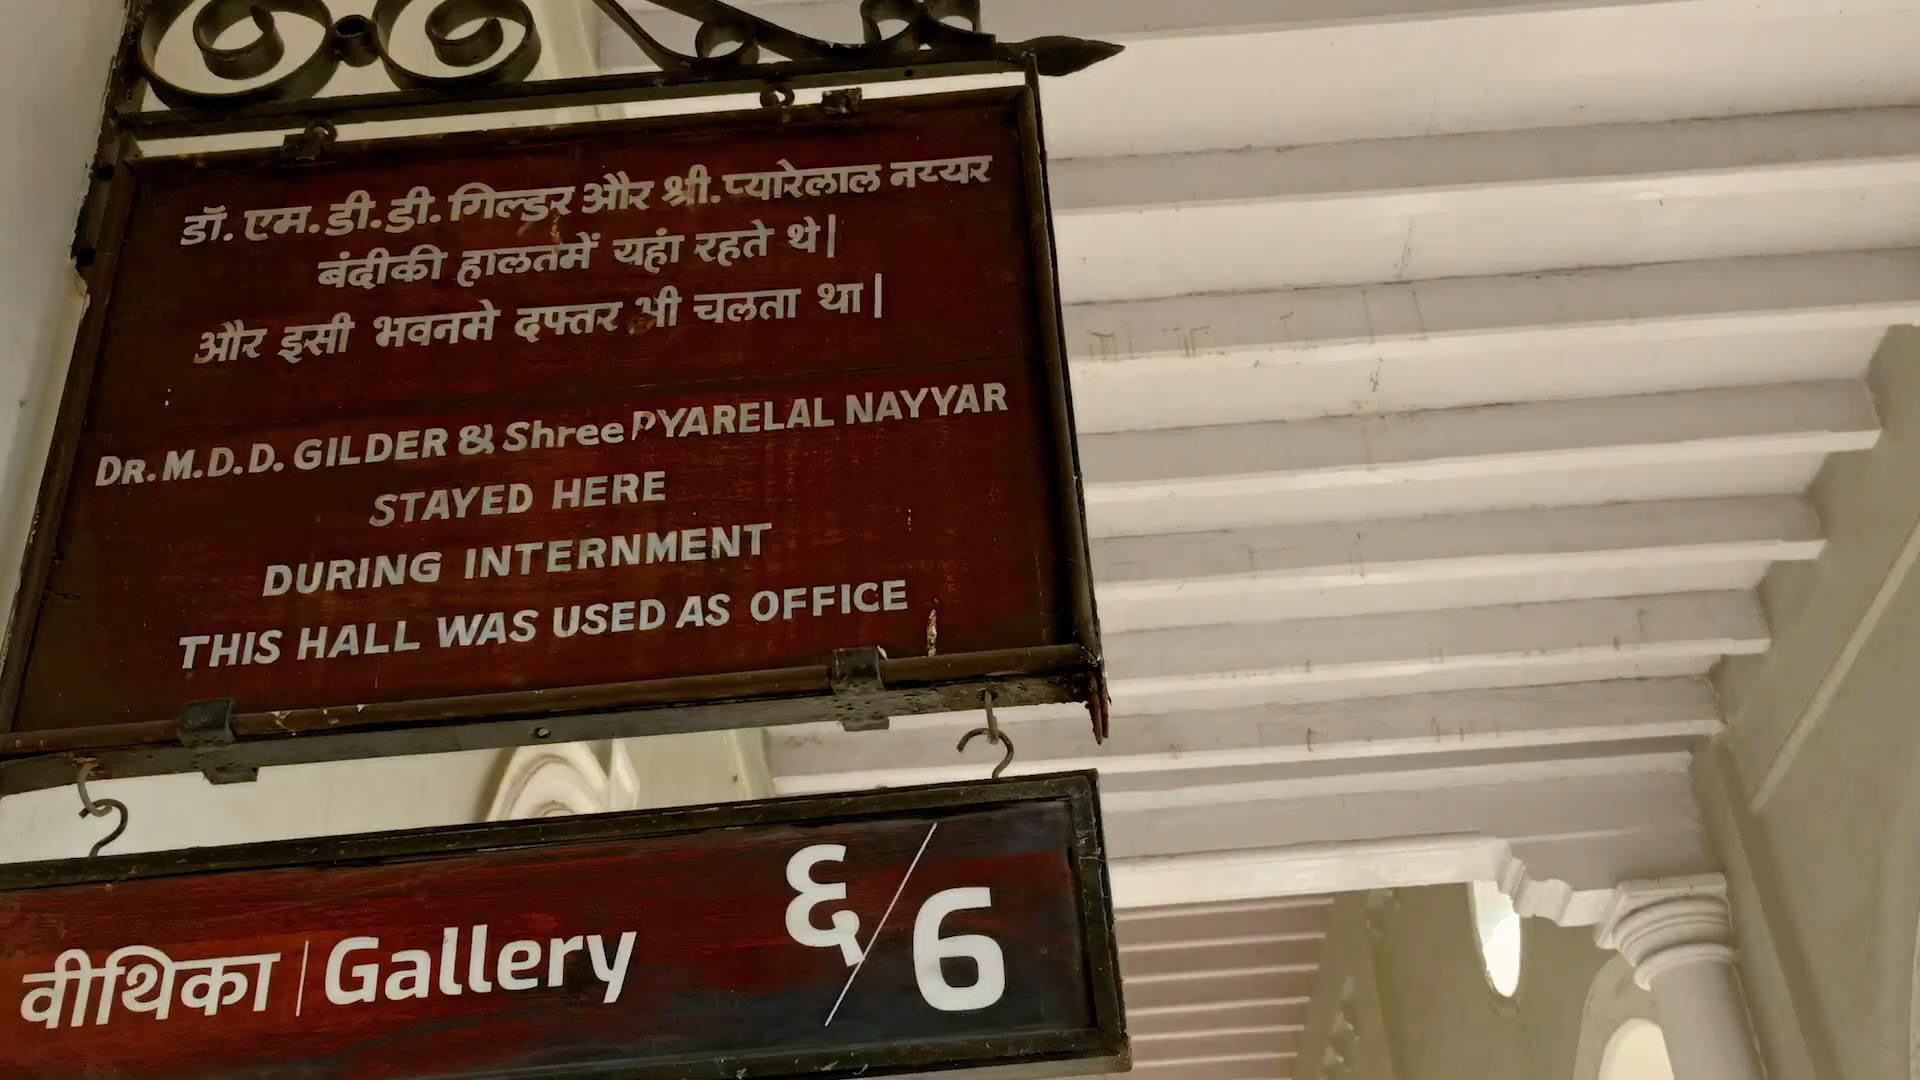 डॉ. एम. डी. डी. गिल्डर और श्री. प्यारेलाल नय्यर
बंदीकी हालतमें यहां रहते थे|
और इसी भवनमे दफ्तर भी चलता था|
DR. M.D.D. GILDER & Shree PYARELAL NAYYAR
STAYED HERE
DURING INTERNMENT
THIS HALL WAS USED AS OFFICE
वीथिका | Gallery ६/6